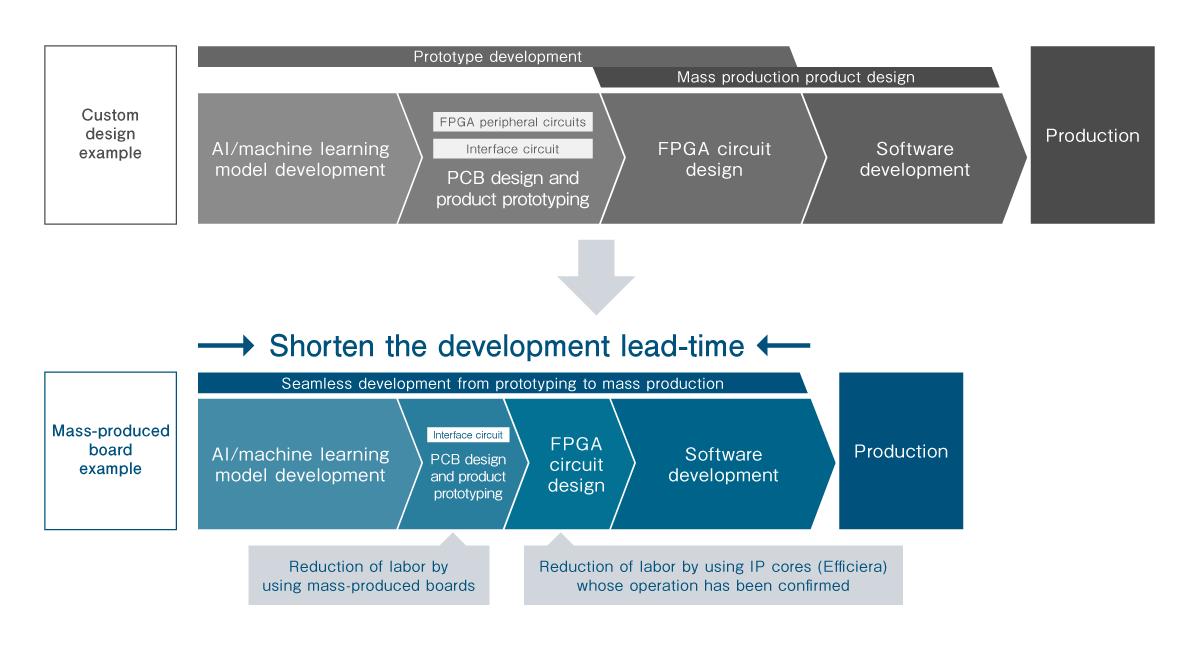 Prototype development
Mass production product design
Custom
design
example
AI/machine learning
model development
FPGA peripheral circuits
Interface circuit
PCB design and
product prototyping
FPGA circuit
design
Software
development
Production
Shorten the development lead-time
Seamless development from prototyping to mass production
Mass-produced
board
example
AI/machine learning
model development
Interface circuit
PCB design
and product
prototyping
FPGA
circuit
design
Software
development
Production
Reduction of labor by
using mass-produced boards
Reduction of labor by using IP cores (Efficiera)
whose operation has been confirmed